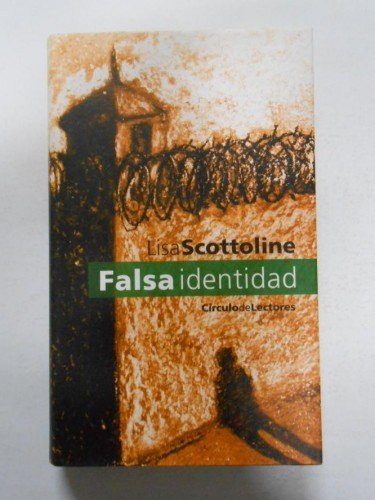 Lisa Scottoline
Falsa identidad
Círculo de Lectores